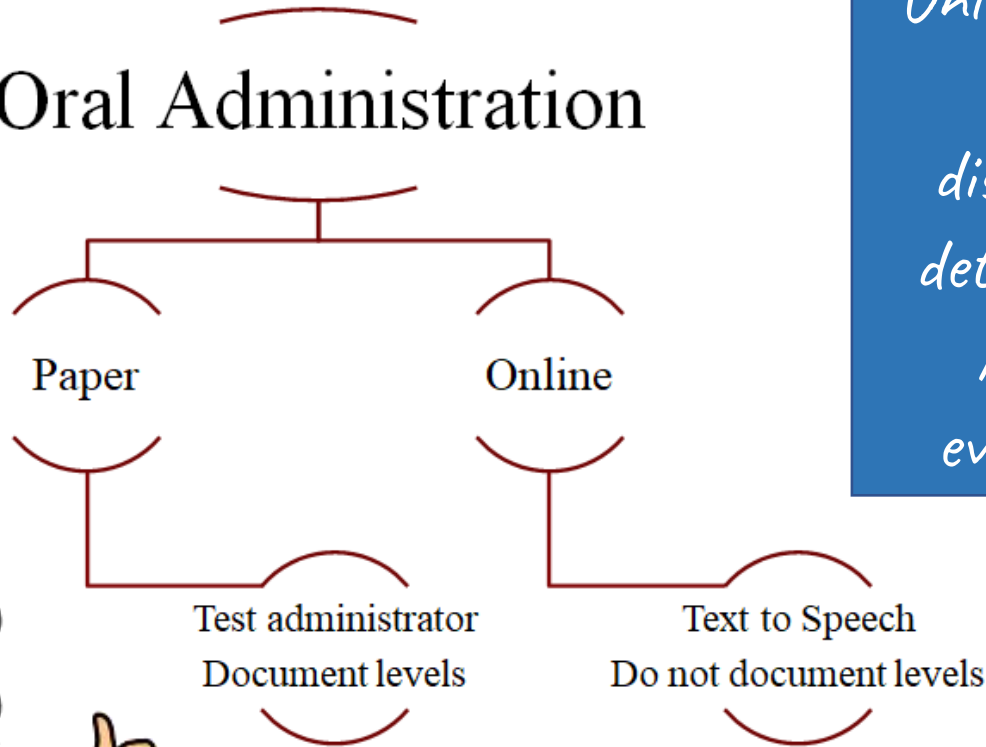 Oral Administration
Paper
Online
Test administrator
Document levels
Text to Speech
Do not document levels